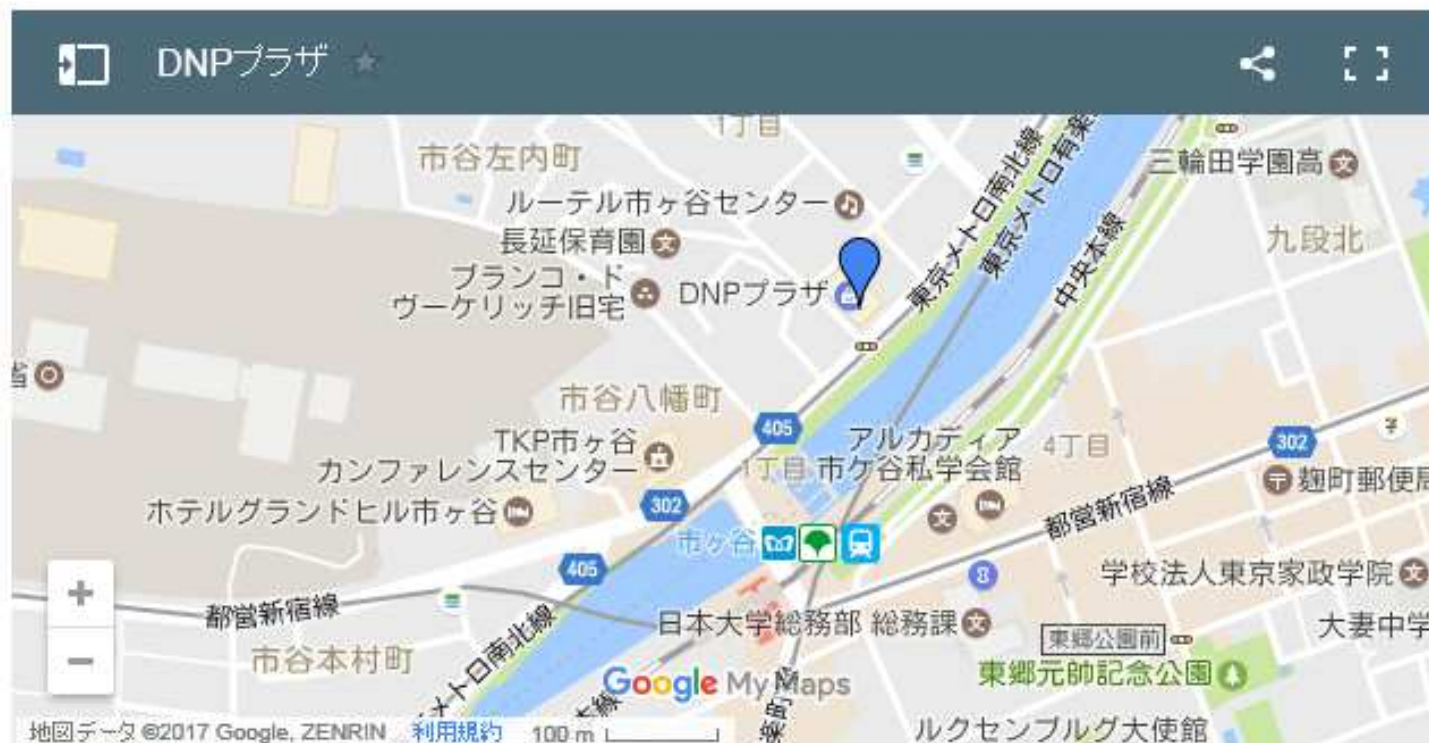 DNPプラザ
1丁目
市谷左内町
三輪田学園高
ルーテル市ヶ谷センター
長延保育園
九段北
ブランコ・ド
ヴーケリッチ旧宅
DNPプラザ
東京メトロ南北線
東京メトロ有楽
中央本線
省
市谷八幡町
405
アルカディア
市ケ谷私学会館
4丁目
302
TKP市ヶ谷
カンファレンスセンター
1丁目
麹町郵便局
ホテルグランドヒル市ヶ谷
302
都営新宿線
市ヶ谷
405
学校法人東京家政学院
都営新宿線
日本大学総務部 総務課
大妻中学
東郷公園前
市谷本村町
メトロ南北線
東郷元帥記念公園
Google My Maps
本線
楽町線
ルクセンブルグ大使館
地図データ ©2017 Google, ZENRIN
利用規約
100 m